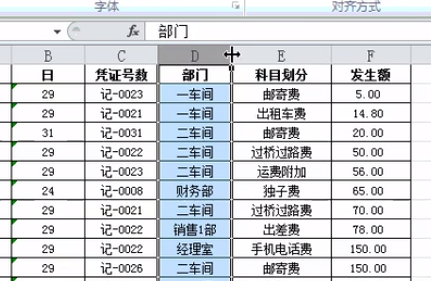 字体 对齐方式
fx 部门
B C D E F
日 凭证号数 部门 科目划分 发生额
29 记-0023 一车间 邮寄费 5.00
29 记-0021 一车间 出租车费 14.80
31 记-0031 二车间 邮寄费 20.00
29 记-0022 二车间 过桥过路费 50.00
29 记-0023 二车间 运费附加 56.00
24 记-0008 财务部 独子费 65.00
29 记-0021 二车间 过桥过路费 70.00
29 记-0022 销售1部 出差费 78.00
29 记-0022 经理室 手机电话费 150.00
29 记-0026 二车间 邮寄费 150.00